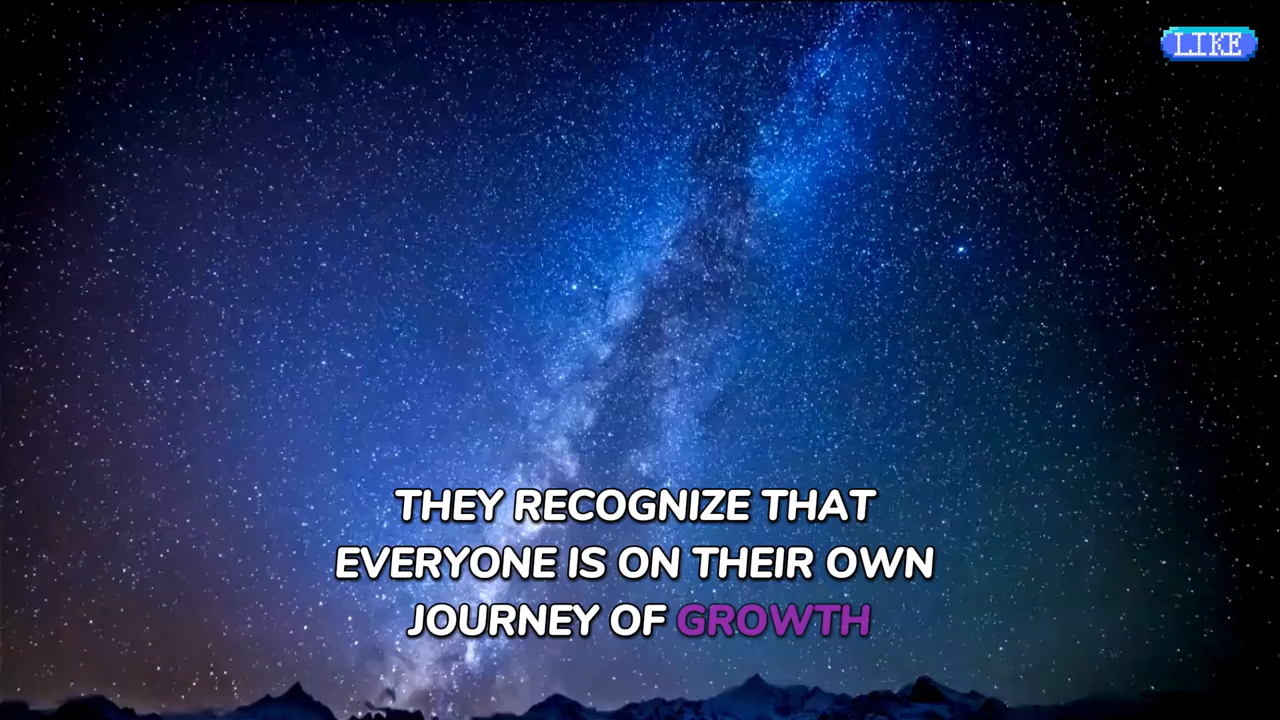 LIKE
THEY RECOGNIZE THAT
EVERYONE IS ON THEIR OWN
JOURNEY OF GROWTH